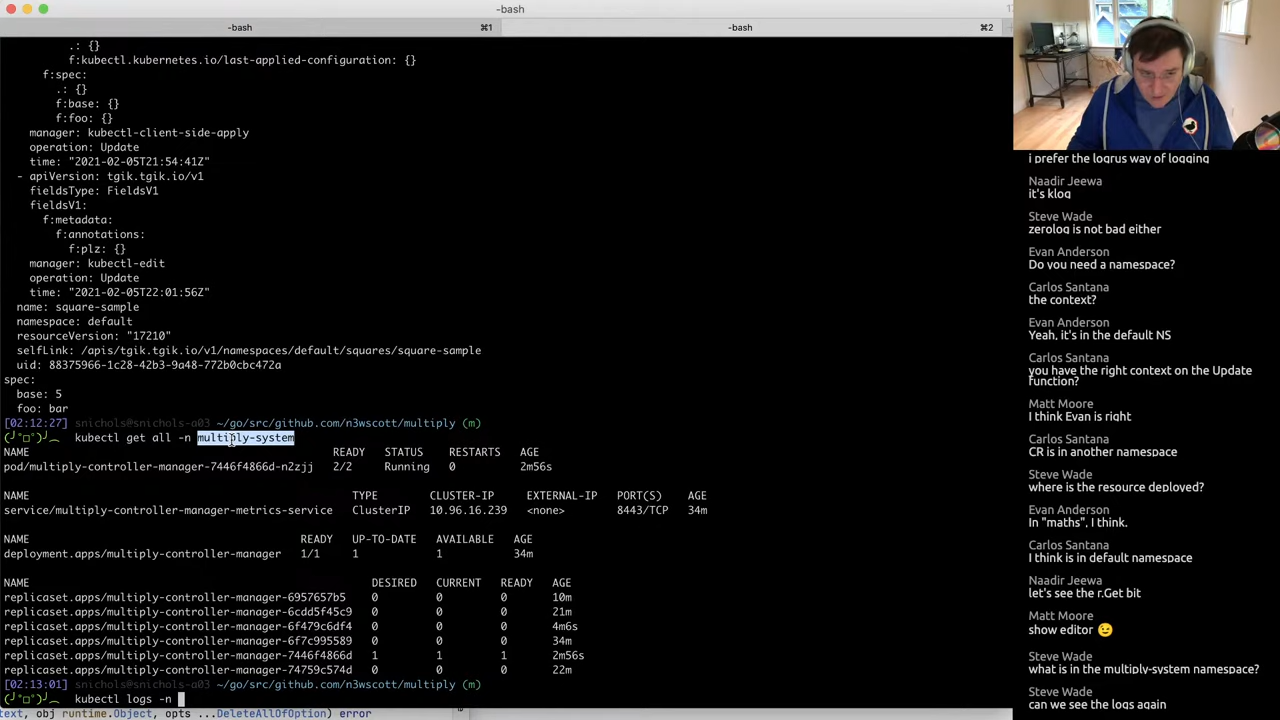 -bash
-bash
⌘1
-bash
⌘2
.: {}
f:kubectl.kubernetes.io/last-applied-configuration: {}
f:spec:
.: {}
f:base: {}
f:foo: {}
manager: kubectl-client-side-apply
operation: Update
time: "2021-02-05T21:54:41Z"
- apiVersion: tgik.tgik.io/v1
fieldsType: FieldsV1
fieldsV1:
f:metadata:
f:annotations:
f:plz: {}
manager: kubectl-edit
operation: Update
time: "2021-02-05T22:01:56Z"
name: square-sample
namespace: default
resourceVersion: "17210"
selfLink: /apis/tgik.tgik.io/v1/namespaces/default/squares/square-sample
uid: 88375966-1c28-42b3-9a48-772b0cbc472a
spec:
base: 5
foo: bar
[02:12:27] snichols@snichols-a03 ~/go/src/github.com/n3wscott/multiply (m)
(╯°□°)╯︵ kubectl get all -n multiply-system
NAME READY STATUS RESTARTS AGE
pod/multiply-controller-manager-7446f4866d-n2zjj 2/2 Running 0 2m56s
NAME TYPE CLUSTER-IP EXTERNAL-IP PORT(S) AGE
service/multiply-controller-manager-metrics-service ClusterIP 10.96.16.239 <none> 8443/TCP 34m
NAME READY UP-TO-DATE AVAILABLE AGE
deployment.apps/multiply-controller-manager 1/1 1 1 34m
NAME DESIRED CURRENT READY AGE
replicaset.apps/multiply-controller-manager-6957657b5 0 0 0 10m
replicaset.apps/multiply-controller-manager-6cdd5f45c9 0 0 0 21m
replicaset.apps/multiply-controller-manager-6f479c6df4 0 0 0 4m6s
replicaset.apps/multiply-controller-manager-6f7c995589 0 0 0 34m
replicaset.apps/multiply-controller-manager-7446f4866d 1 1 1 2m56s
replicaset.apps/multiply-controller-manager-74759c574d 0 0 0 22m
[02:13:01] snichols@snichols-a03 ~/go/src/github.com/n3wscott/multiply (m)
(╯°□°)╯︵ kubectl logs -n
text, obj runtime.Object, opts ...DeleteAllOfOption) error
i prefer the logrus way of logging
Naadir Jeewa
it's klog
Steve Wade
zerolog is not bad either
Evan Anderson
Do you need a namespace?
Carlos Santana
the context?
Evan Anderson
Yeah, it's in the default NS
Carlos Santana
you have the right context on the Update
function?
Matt Moore
I think Evan is right
Carlos Santana
CR is in another namespace
Steve Wade
where is the resource deploved?
Evan Anderson
In "maths", I think.
Carlos Santana
I think is in default namespace
Naadir Jeewa
let's see the r.Get bit
Matt Moore
show editor 😉
Steve Wade
what is in the multiply-system namespace?
Steve Wade
can we see the logs again